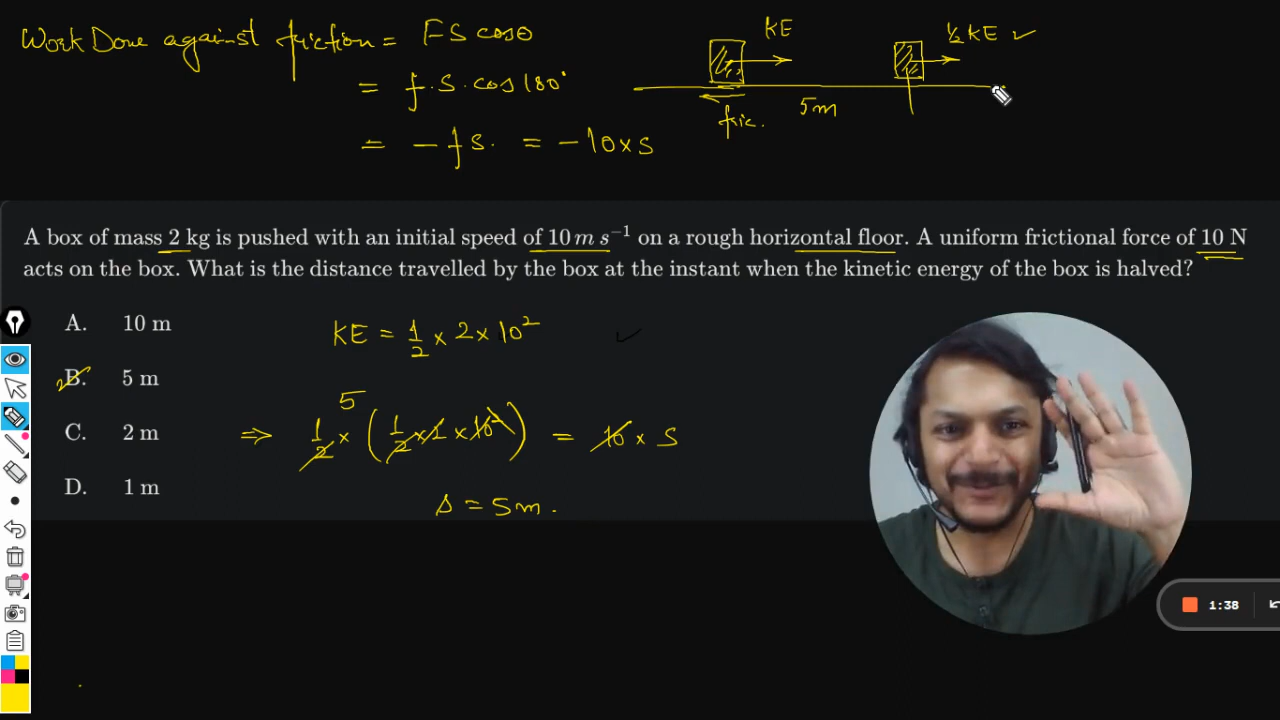 Work Done against friction = FS cosθ
= f.s.cos180°
= -fs. = -10×s
KE
½KE ✓
fric.
5m
A box of mass 2 kg is pushed with an initial speed of 10 m s⁻¹ on a rough horizontal floor. A uniform frictional force of 10 N
acts on the box. What is the distance travelled by the box at the instant when the kinetic energy of the box is halved?
A. 10 m
B. 5 m
C. 2 m
D. 1 m
KE = 1/2 × 2 × 10²
5
⇒ 1/2 × (1/2 × 2 × 10²) = 10 × s
s = 5m.
1:38